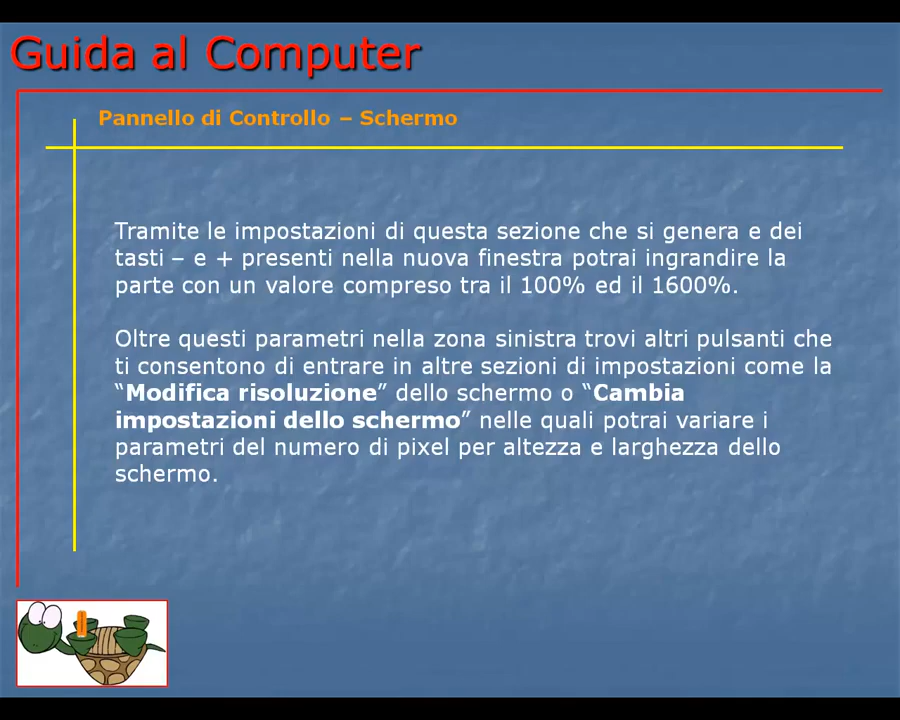 Guida al Computer
Pannello di Controllo – Schermo
Tramite le impostazioni di questa sezione che si genera e dei
tasti – e + presenti nella nuova finestra potrai ingrandire la
parte con un valore compreso tra il 100% ed il 1600%.
Oltre questi parametri nella zona sinistra trovi altri pulsanti che
ti consentono di entrare in altre sezioni di impostazioni come la
“Modifica risoluzione” dello schermo o “Cambia
impostazioni dello schermo” nelle quali potrai variare i
parametri del numero di pixel per altezza e larghezza dello
schermo.